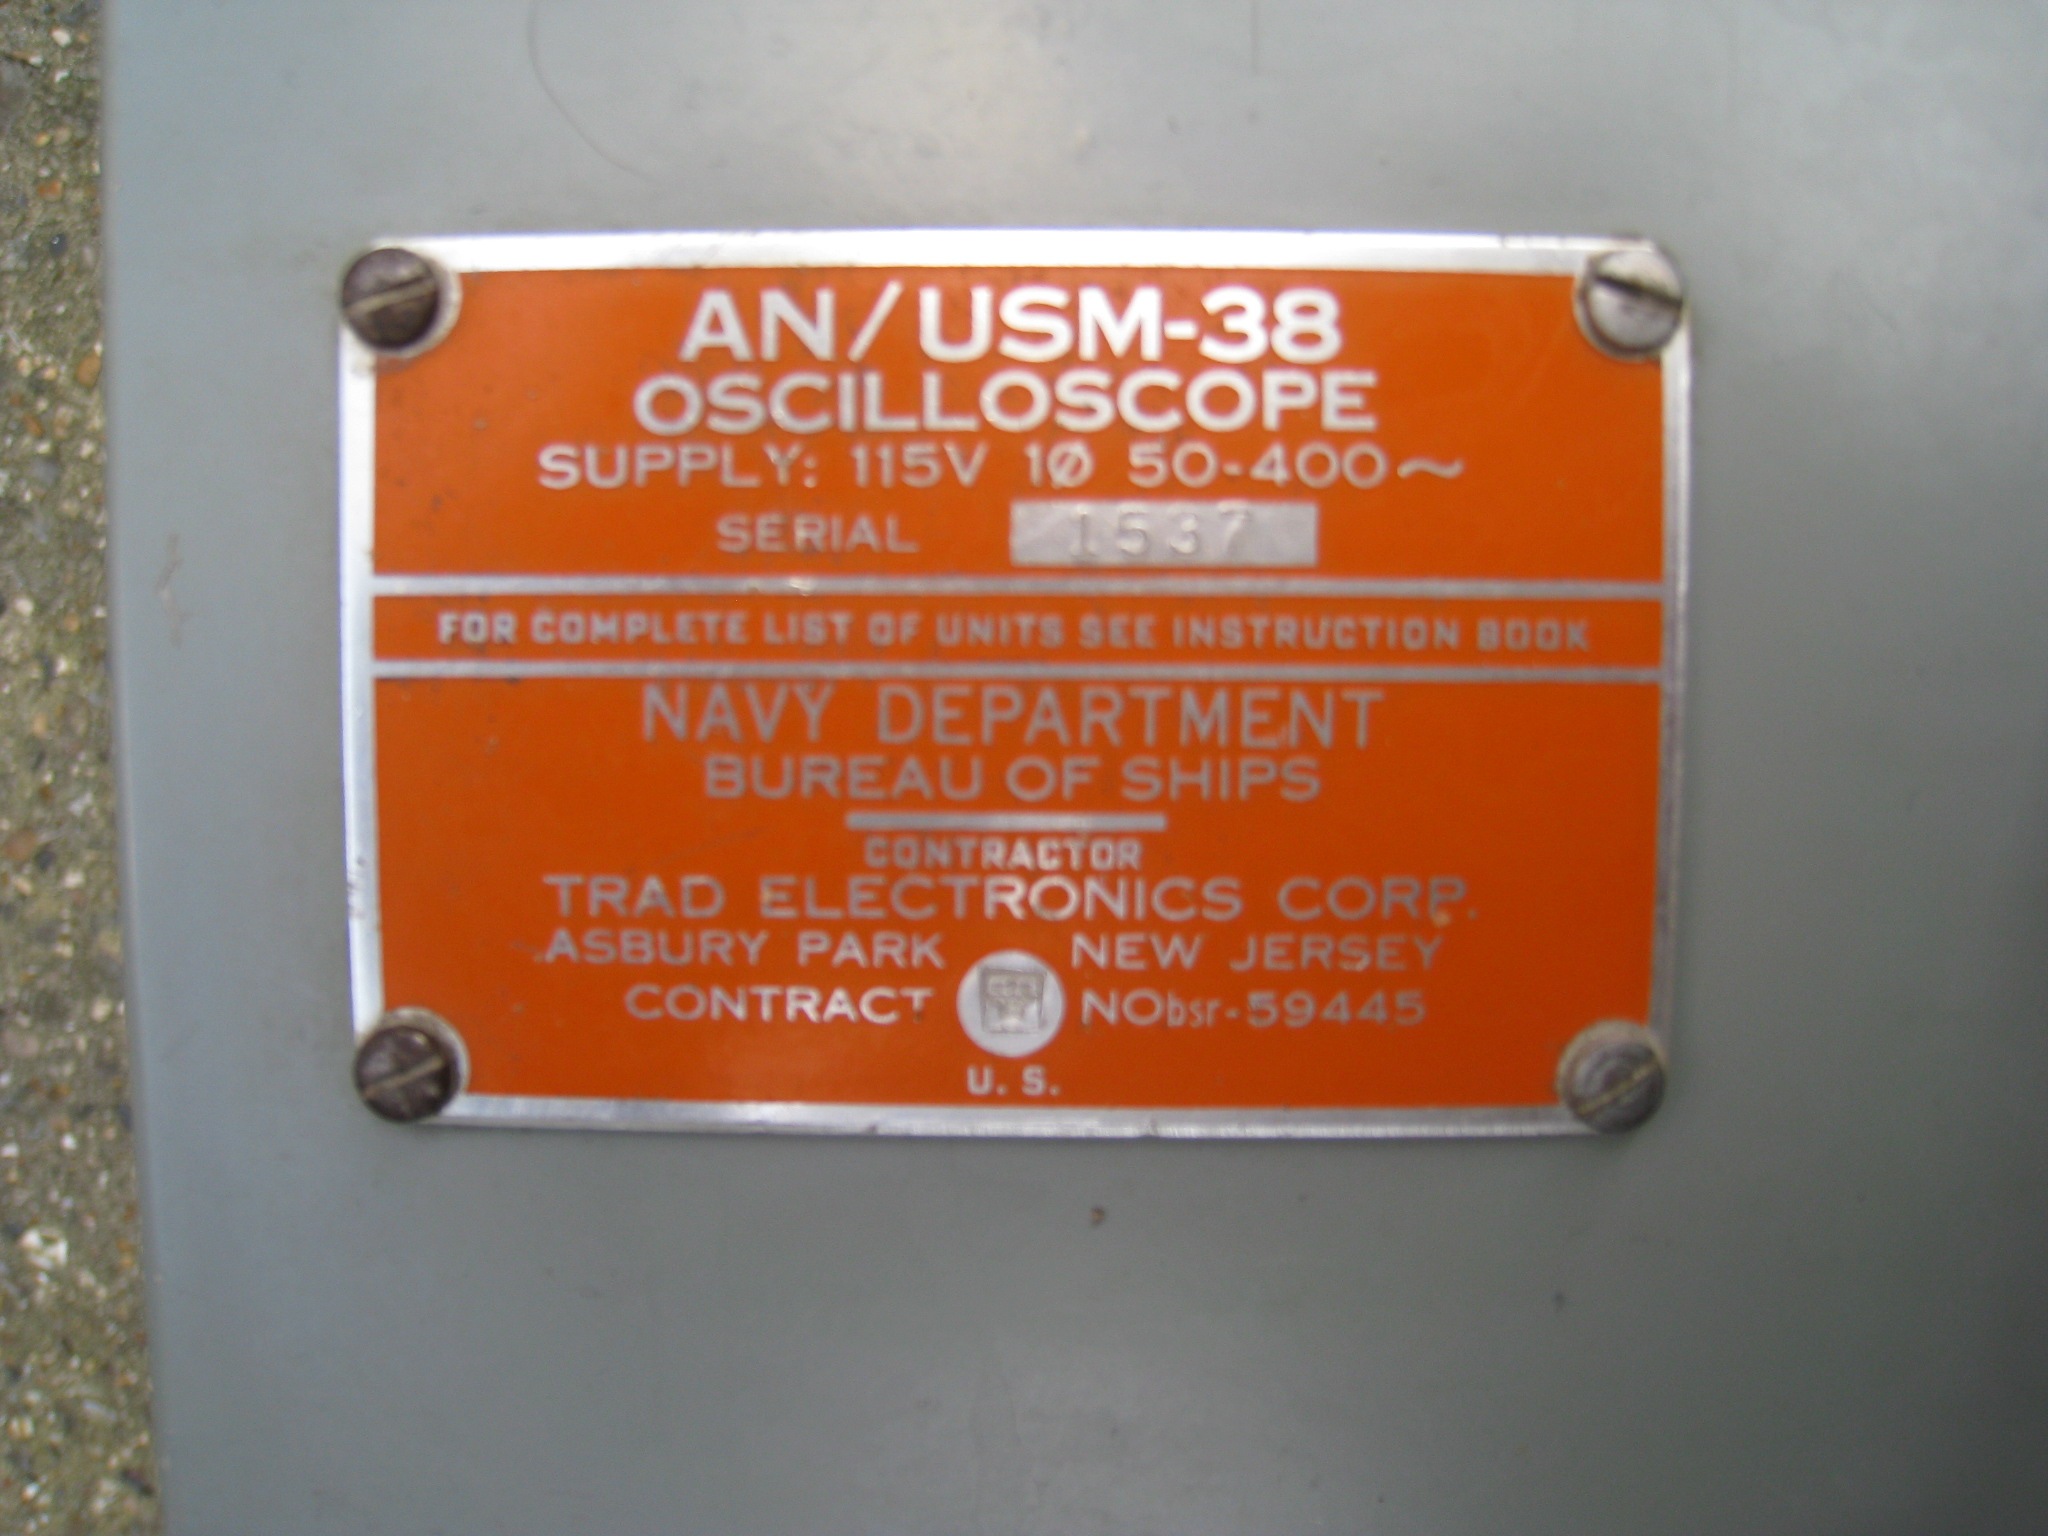 AN/USM-38
OSCILLOSCOPE
SUPPLY: 115V 1Ø 50-400~
SERIAL 1537
FOR COMPLETE LIST OF UNITS SEE INSTRUCTION BOOK
NAVY DEPARTMENT
BUREAU OF SHIPS
CONTRACTOR
TRAD ELECTRONICS CORP.
ASBURY PARK NEW JERSEY
CONTRACT NObsr-59445
U. S.